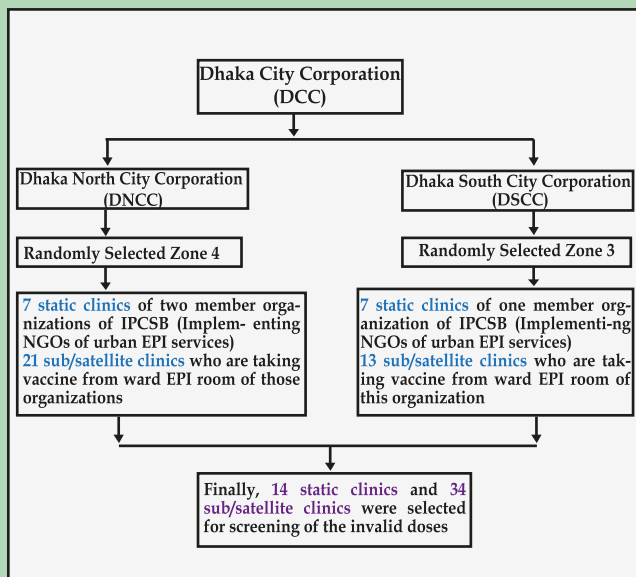 Dhaka City Corporation
(DCC)
Dhaka North City Corporation
(DNCC)
Dhaka South City Corporation
(DSCC)
Randomly Selected Zone 4
Randomly Selected Zone 3
7 static clinics of two member orga-
nizations of IPCSB (Implem- enting
NGOs of urban EPI services)
21 sub/satellite clinics who are taking
vaccine from ward EPI room of those
organizations
7 static clinics of one member org-
anization of IPCSB (Implementi-ng
NGOs of urban EPI services)
13 sub/satellite clinics who are tak-
ing vaccine from ward EPI room of
this organization
Finally, 14 static clinics and 34
sub/satellite clinics were selected
for screening of the invalid doses